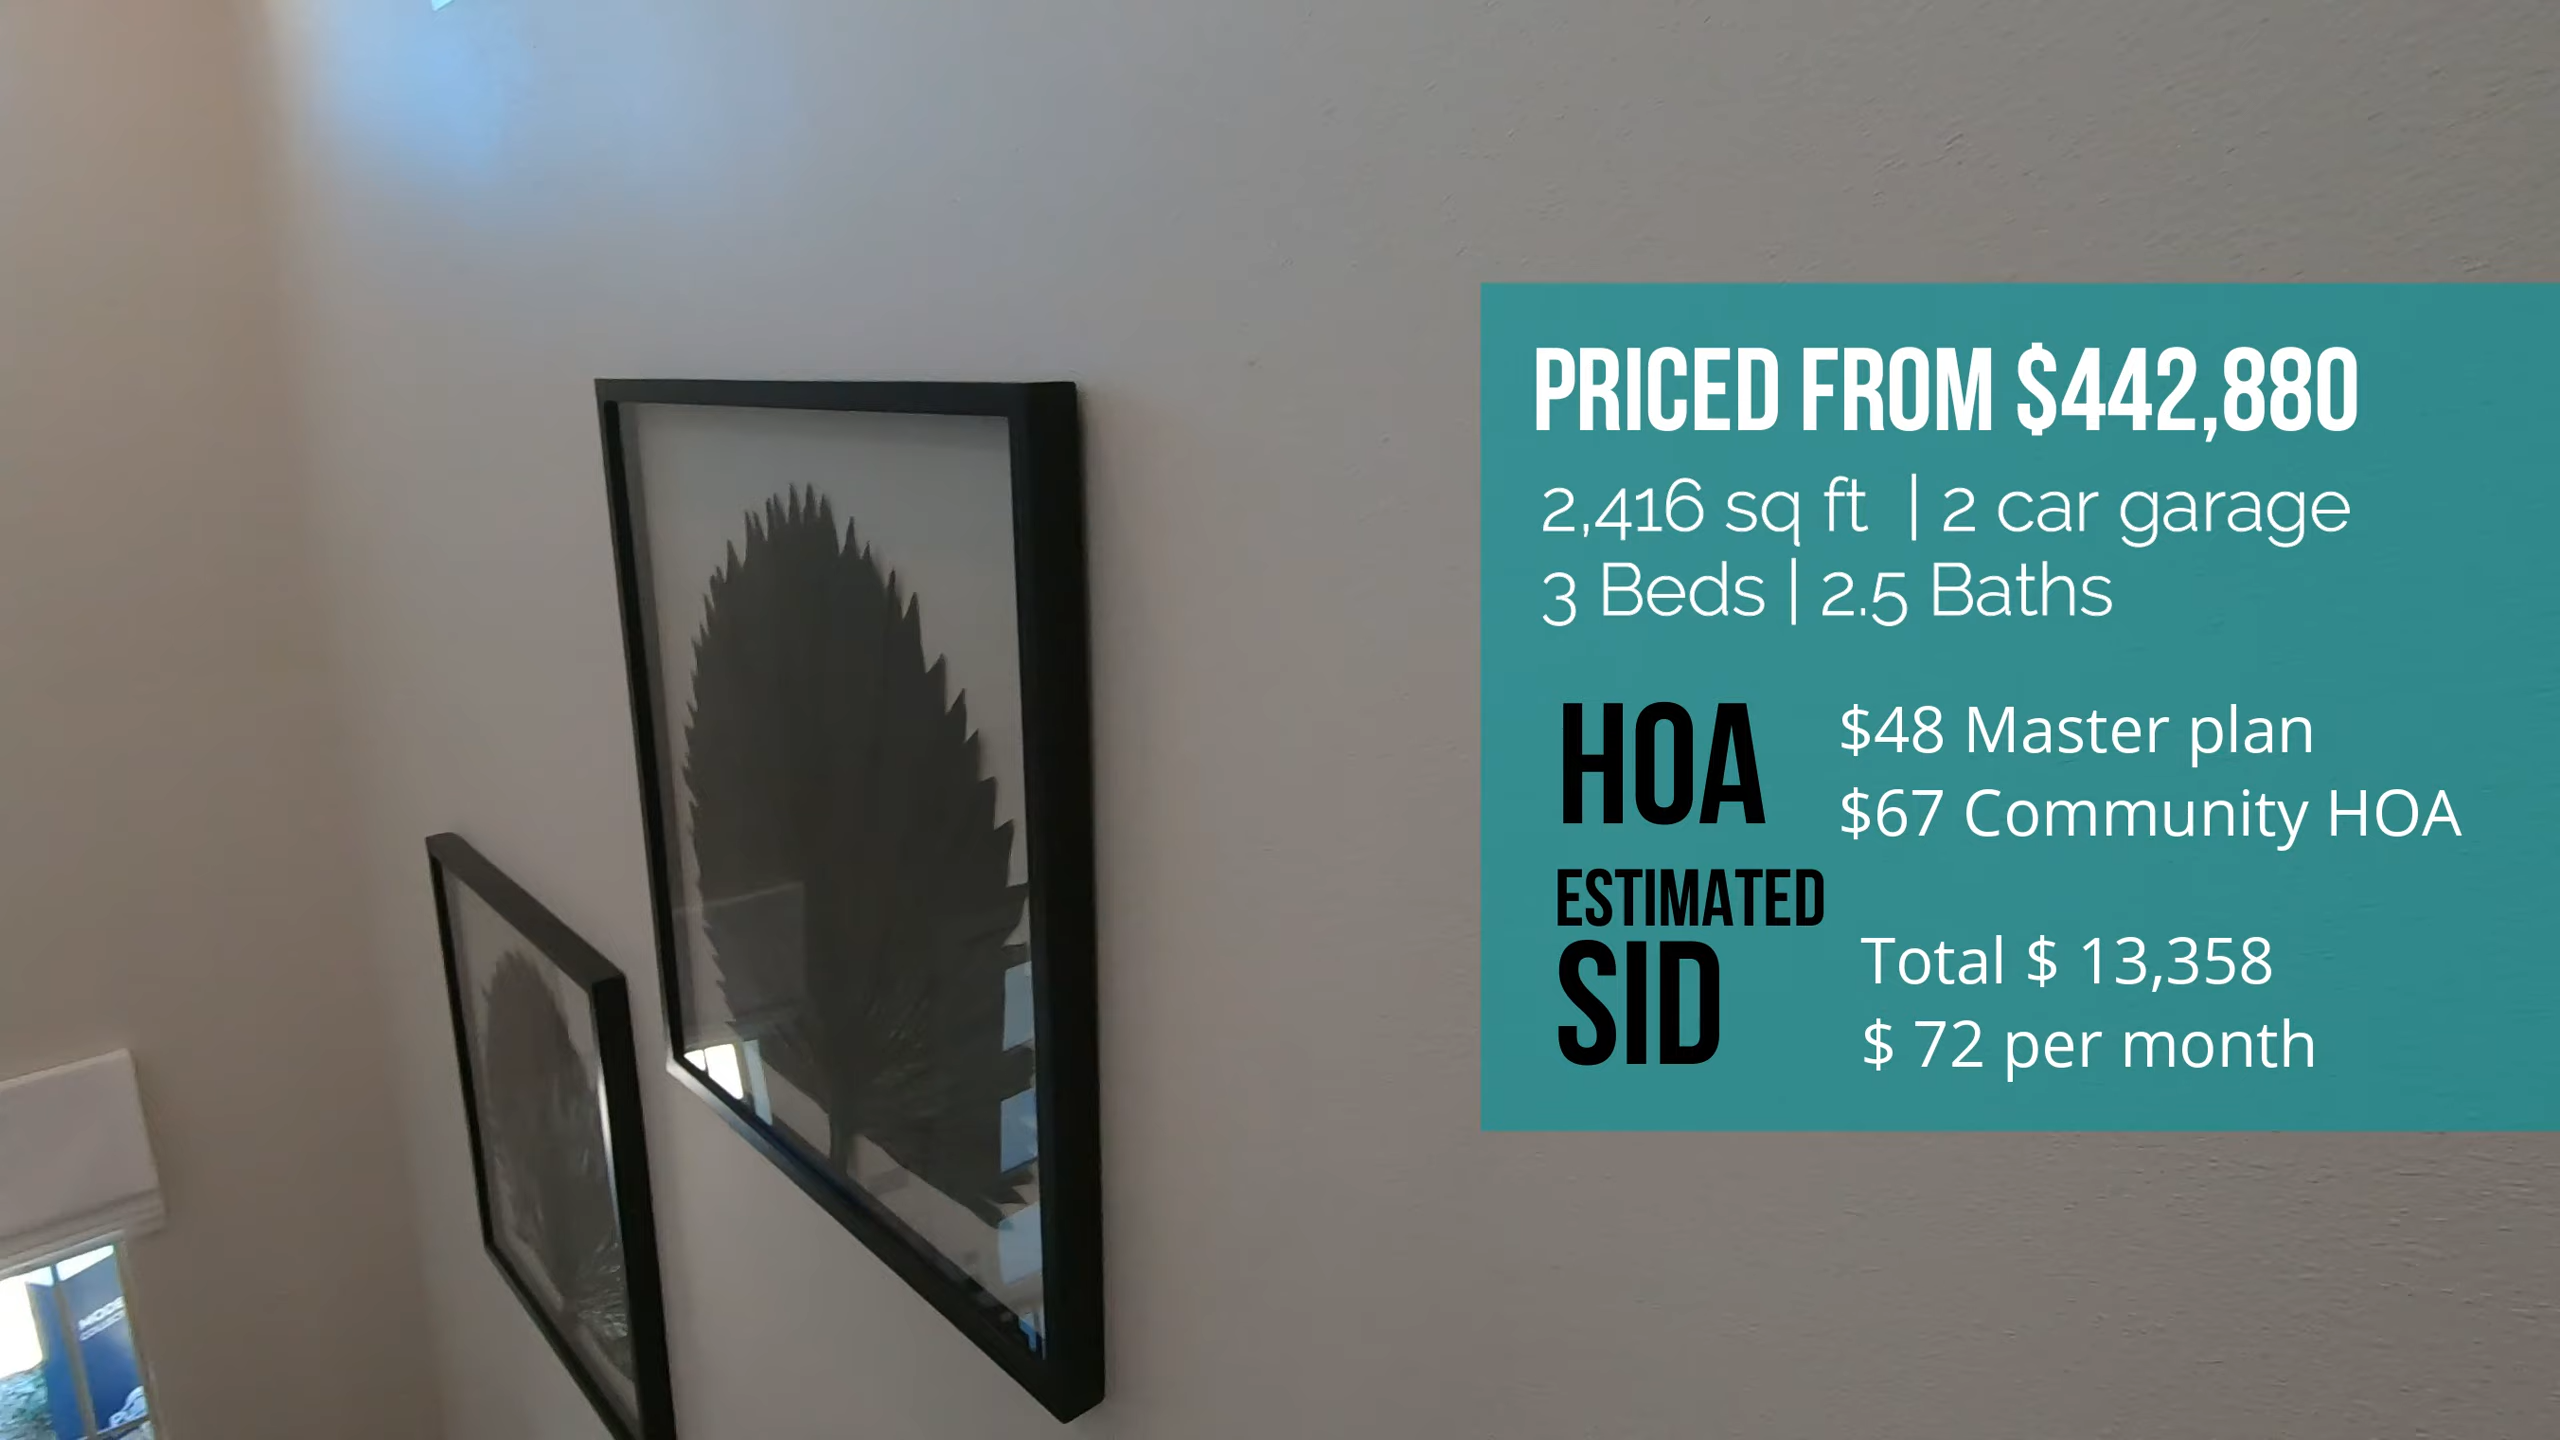 PRICED FROM $442,880
2,416 sq ft | 2 car garage
3 Beds | 2.5 Baths
HOA
$48 Master plan
$67 Community HOA
ESTIMATED
SID
Total $ 13,358
$ 72 per month